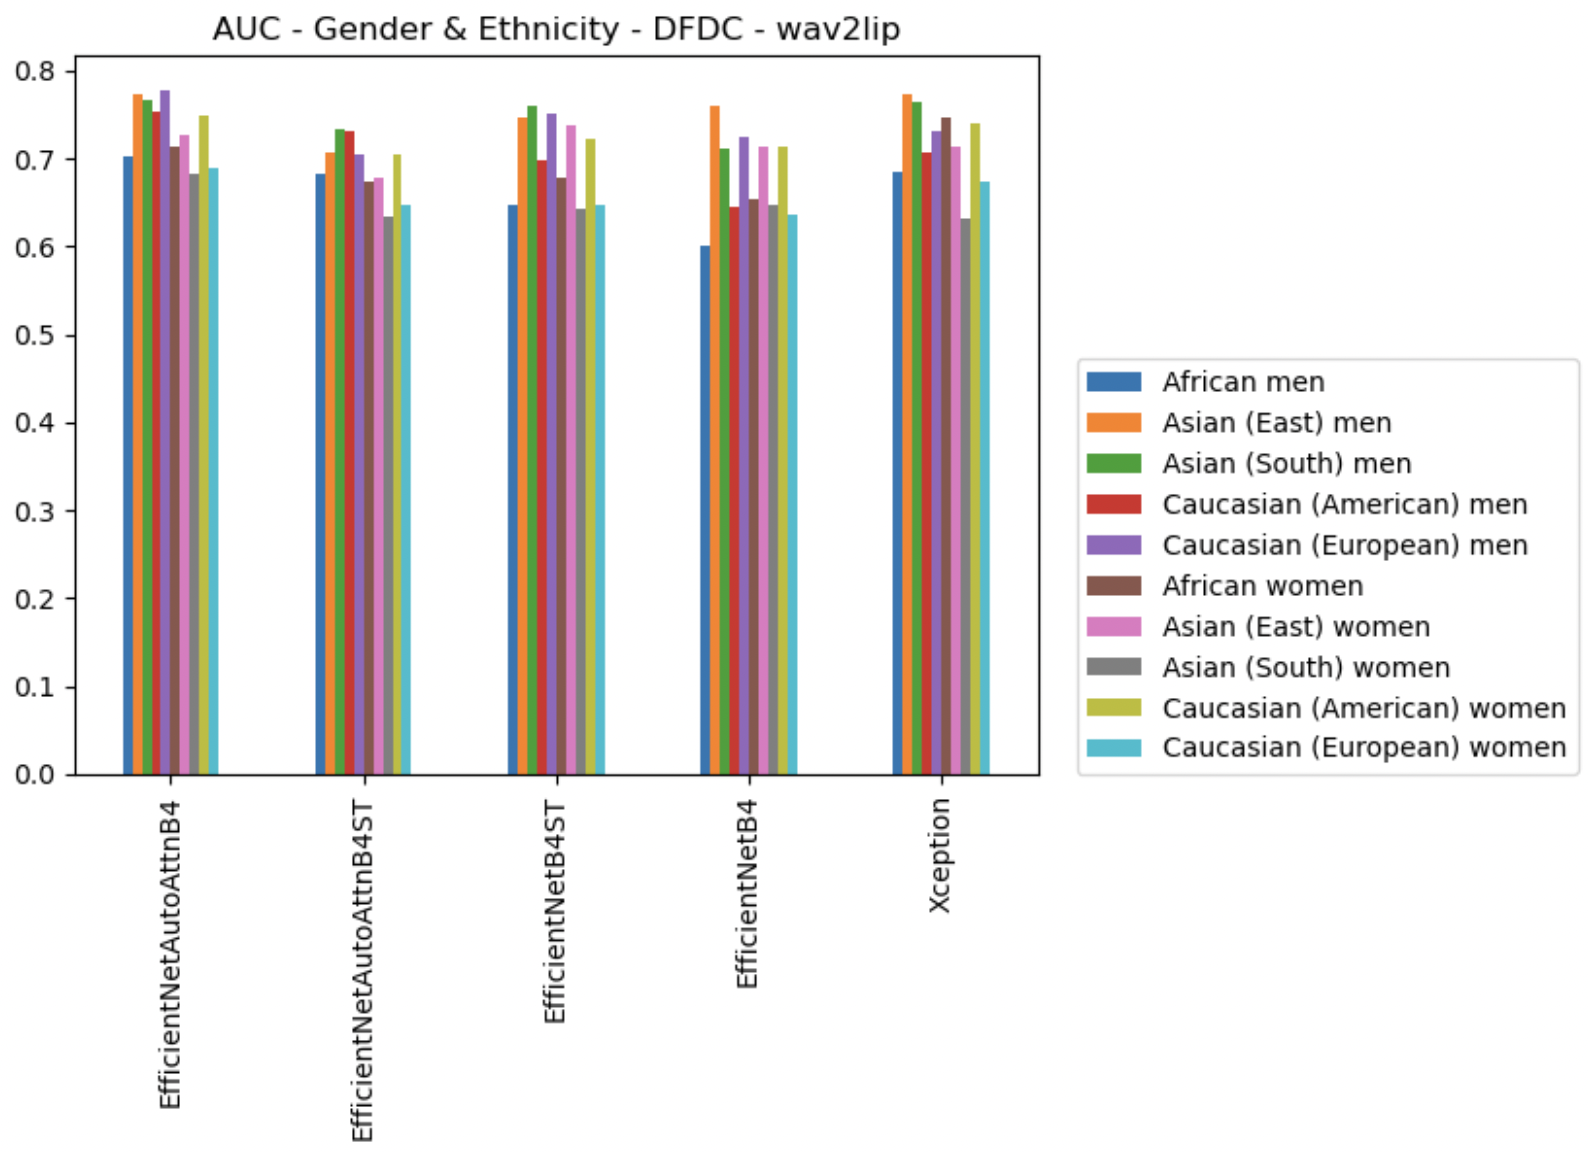 AUC - Gender & Ethnicity - DFDC - wav2lip
0.8
0.7
0.6
0.5
0.4
0.3
0.2
0.1
0.0
African men
Asian (East) men
Asian (South) men
Caucasian (American) men
Caucasian (European) men
African women
Asian (East) women
Asian (South) women
Caucasian (American) women
Caucasian (European) women
EfficientNetAutoAttnB4
EfficientNetAutoAttnB4ST
EfficientNetB4ST
EfficientNetB4
Xception